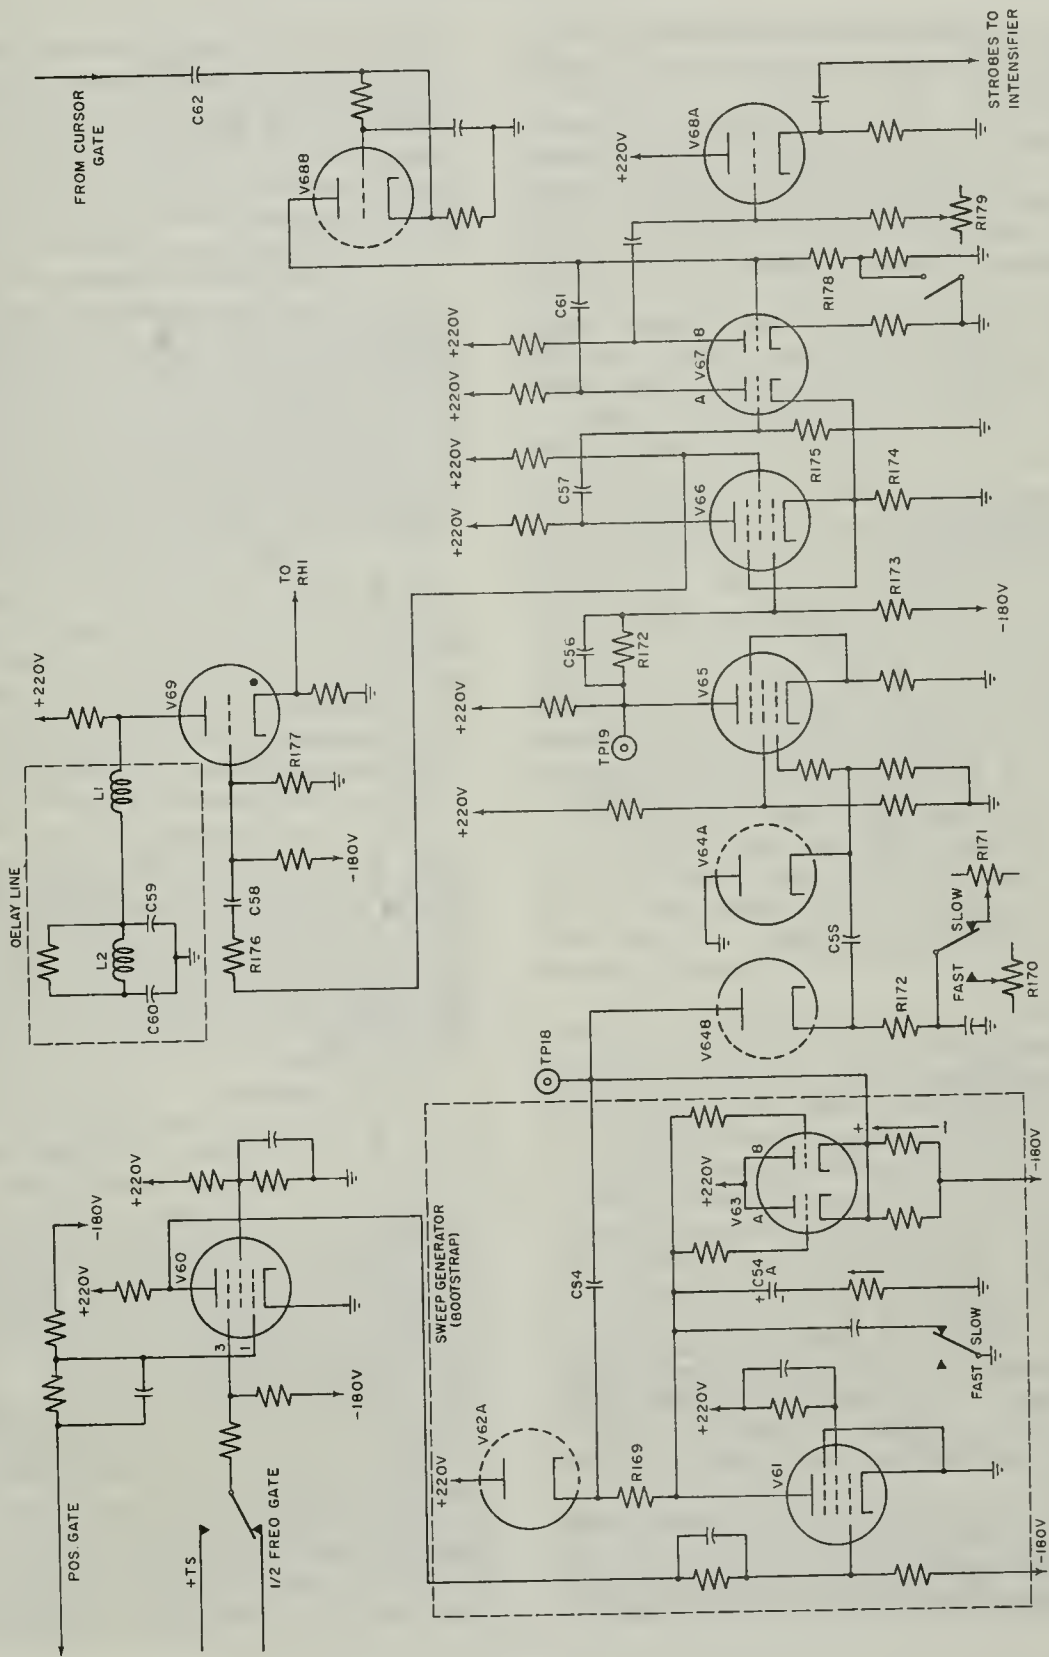 FROM CURSOR
GATE
C62
V688
+220V
V68A
STROBES TO
INTENSIFIER
R179
C61
R178
+220V
+220V
A
V67
B
+220V
+220V
C57
V66
R175
R174
R173
-180V
DELAY LINE
L1
L2
C59
C60
+220V
V69
TO
RHI
R177
-180V
C58
R176
C56
R172
+220V
TP19
V65
+220V
V64A
C55
V64B
R172
SLOW
R171
FAST
R170
TP18
POS. GATE
+TS
1/2 FREQ GATE
-180V
+220V
V60
3
1
-180V
+220V
SWEEP GENERATOR
(BOOTSTRAP)
+220V
V62A
C54
R169
+220V
V61
-180V
FAST
SLOW
+
C54
A
-
+220V
V63
A
B
+
-
-180V